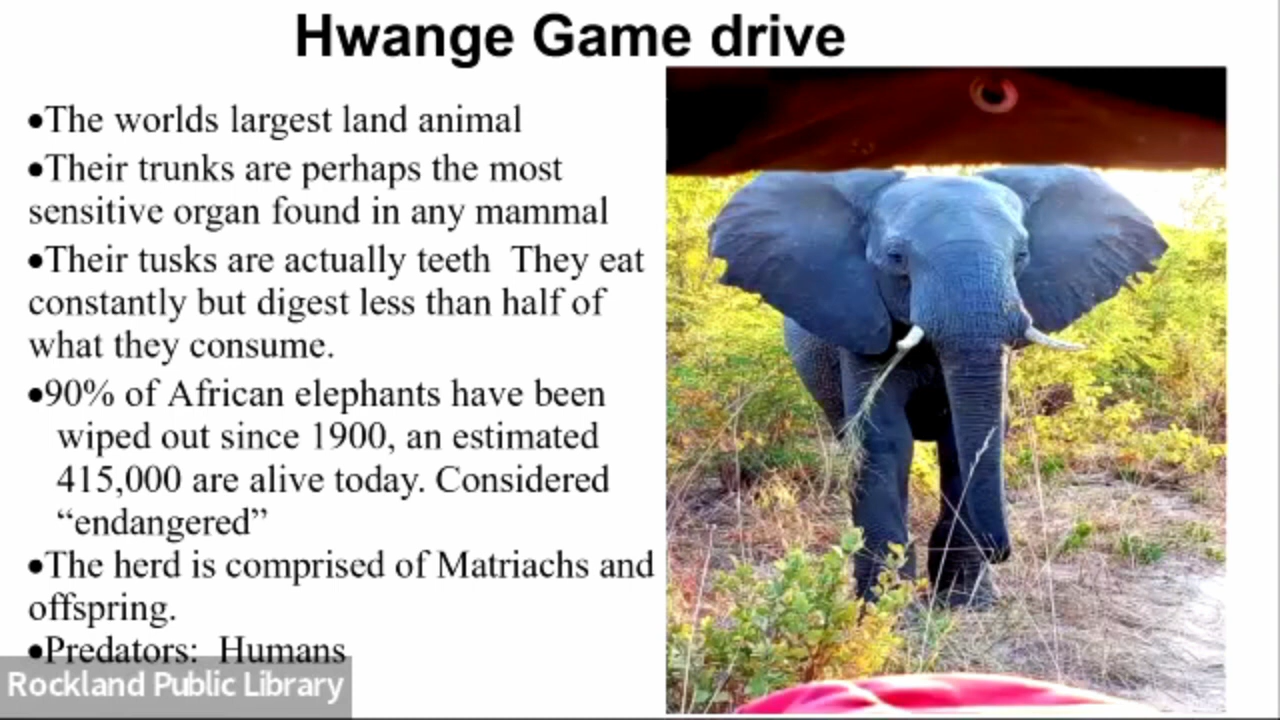 Hwange Game drive
•The worlds largest land animal
•Their trunks are perhaps the most
sensitive organ found in any mammal
•Their tusks are actually teeth  They eat
constantly but digest less than half of
what they consume.
•90% of African elephants have been
wiped out since 1900, an estimated
415,000 are alive today. Considered
“endangered”
•The herd is comprised of Matriachs and
offspring.
•Predators:  Humans
Rockland Public Library